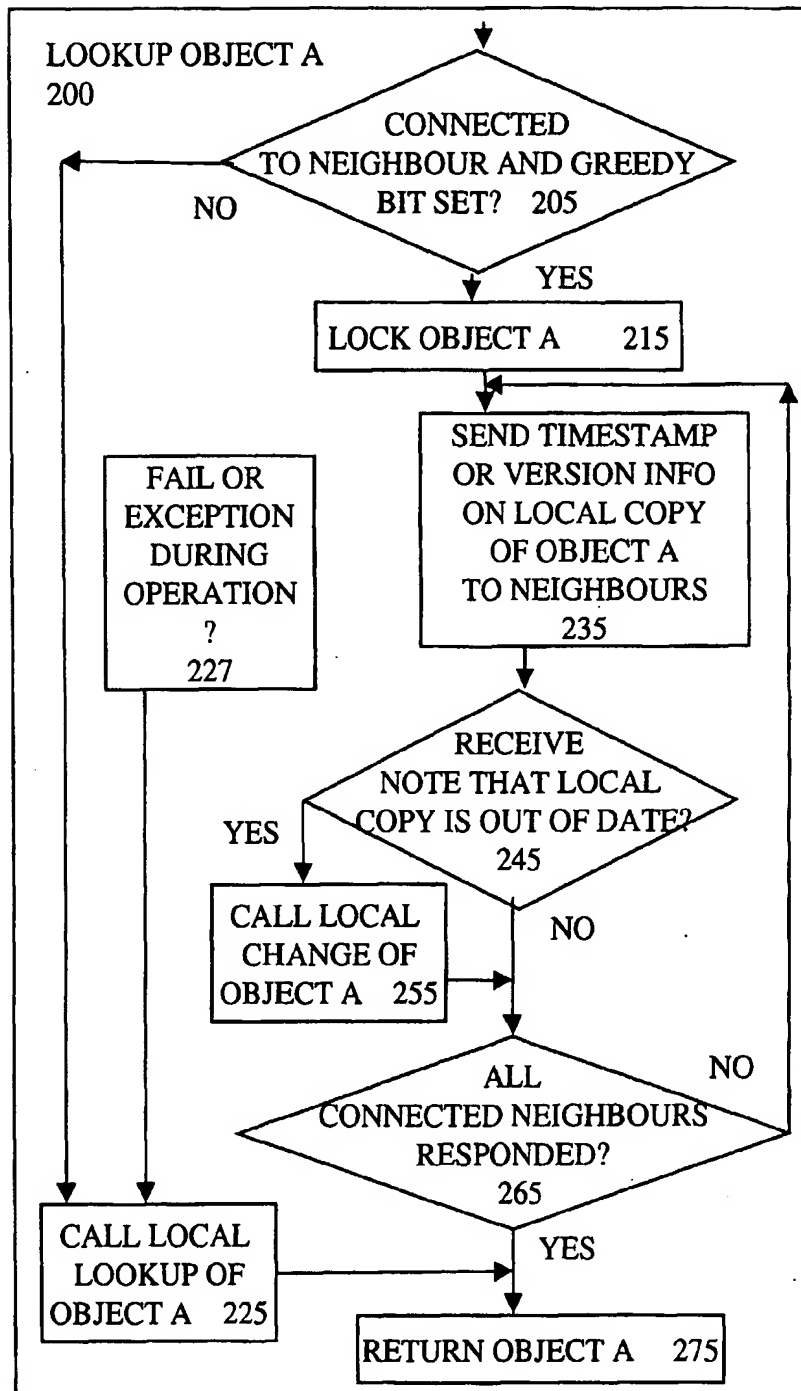 LOOKUP OBJECT A
200
CONNECTED
TO NEIGHBOUR AND GREEDY
BIT SET? 205
NO
YES
LOCK OBJECT A 215
SEND TIMESTAMP
OR VERSION INFO
ON LOCAL COPY
OF OBJECT A
TO NEIGHBOURS
235
FAIL OR
EXCEPTION
DURING
OPERATION
?
227
RECEIVE
NOTE THAT LOCAL
COPY IS OUT OF DATE?
245
YES
NO
CALL LOCAL
CHANGE OF
OBJECT A 255
ALL
CONNECTED NEIGHBOURS
RESPONDED?
265
NO
YES
CALL LOCAL
LOOKUP OF
OBJECT A 225
RETURN OBJECT A 275